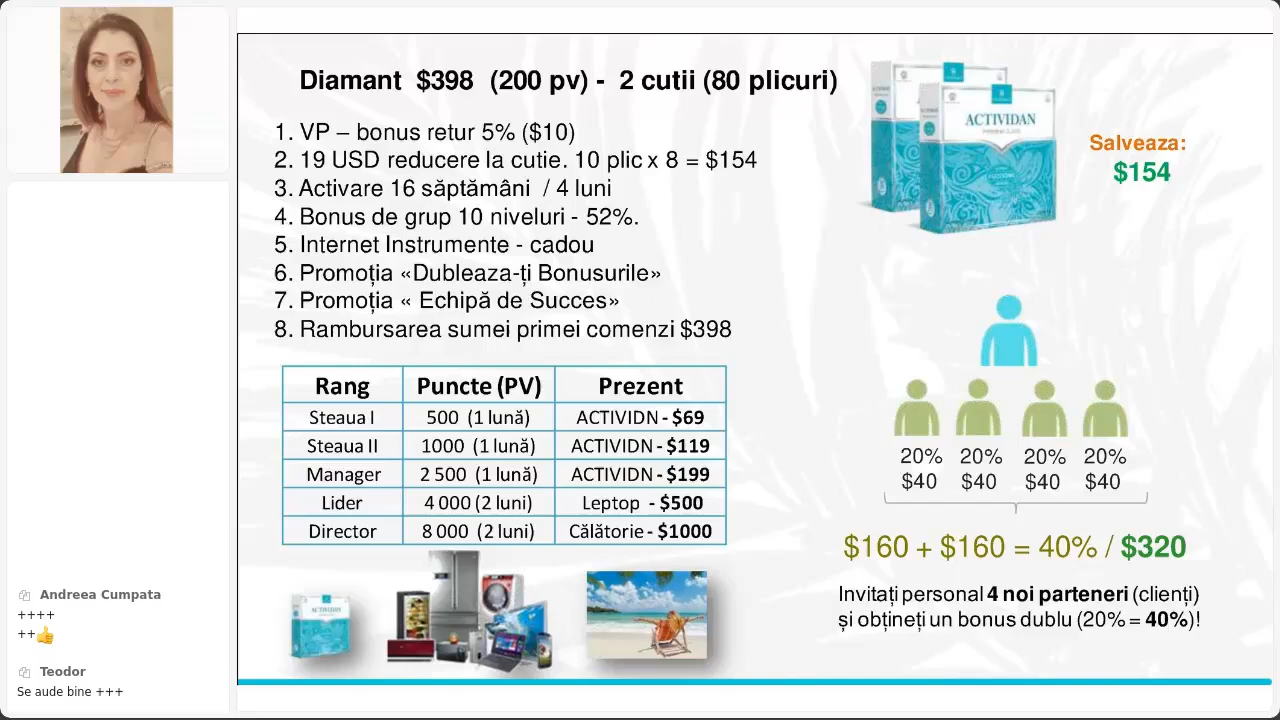 Diamant $398 (200 pv) - 2 cutii (80 plicuri)
1. VP – bonus retur 5% ($10)
2. 19 USD reducere la cutie. 10 plic x 8 = $154
3. Activare 16 săptămâni / 4 luni
4. Bonus de grup 10 niveluri - 52%.
5. Internet Instrumente - cadou
6. Promoția «Dubleaza-ți Bonusurile»
7. Promoția « Echipă de Succes»
8. Rambursarea sumei primei comenzi $398
ACTIVIDAN
Salveaza:
$154
Rang Puncte (PV) Prezent
Steaua I 500 (1 lună) ACTIVIDN - $69
Steaua II 1000 (1 lună) ACTIVIDN - $119
Manager 2 500 (1 lună) ACTIVIDN - $199
Lider 4 000 (2 luni) Leptop - $500
Director 8 000 (2 luni) Călătorie - $1000
ACTIVIDAN
20% 20% 20% 20%
$40 $40 $40 $40
$160 + $160 = 40% / $320
Invitați personal 4 noi parteneri (clienți)
și obțineți un bonus dublu (20% = 40%)!
Andreea Cumpata
++++
++👍
Teodor
Se aude bine +++